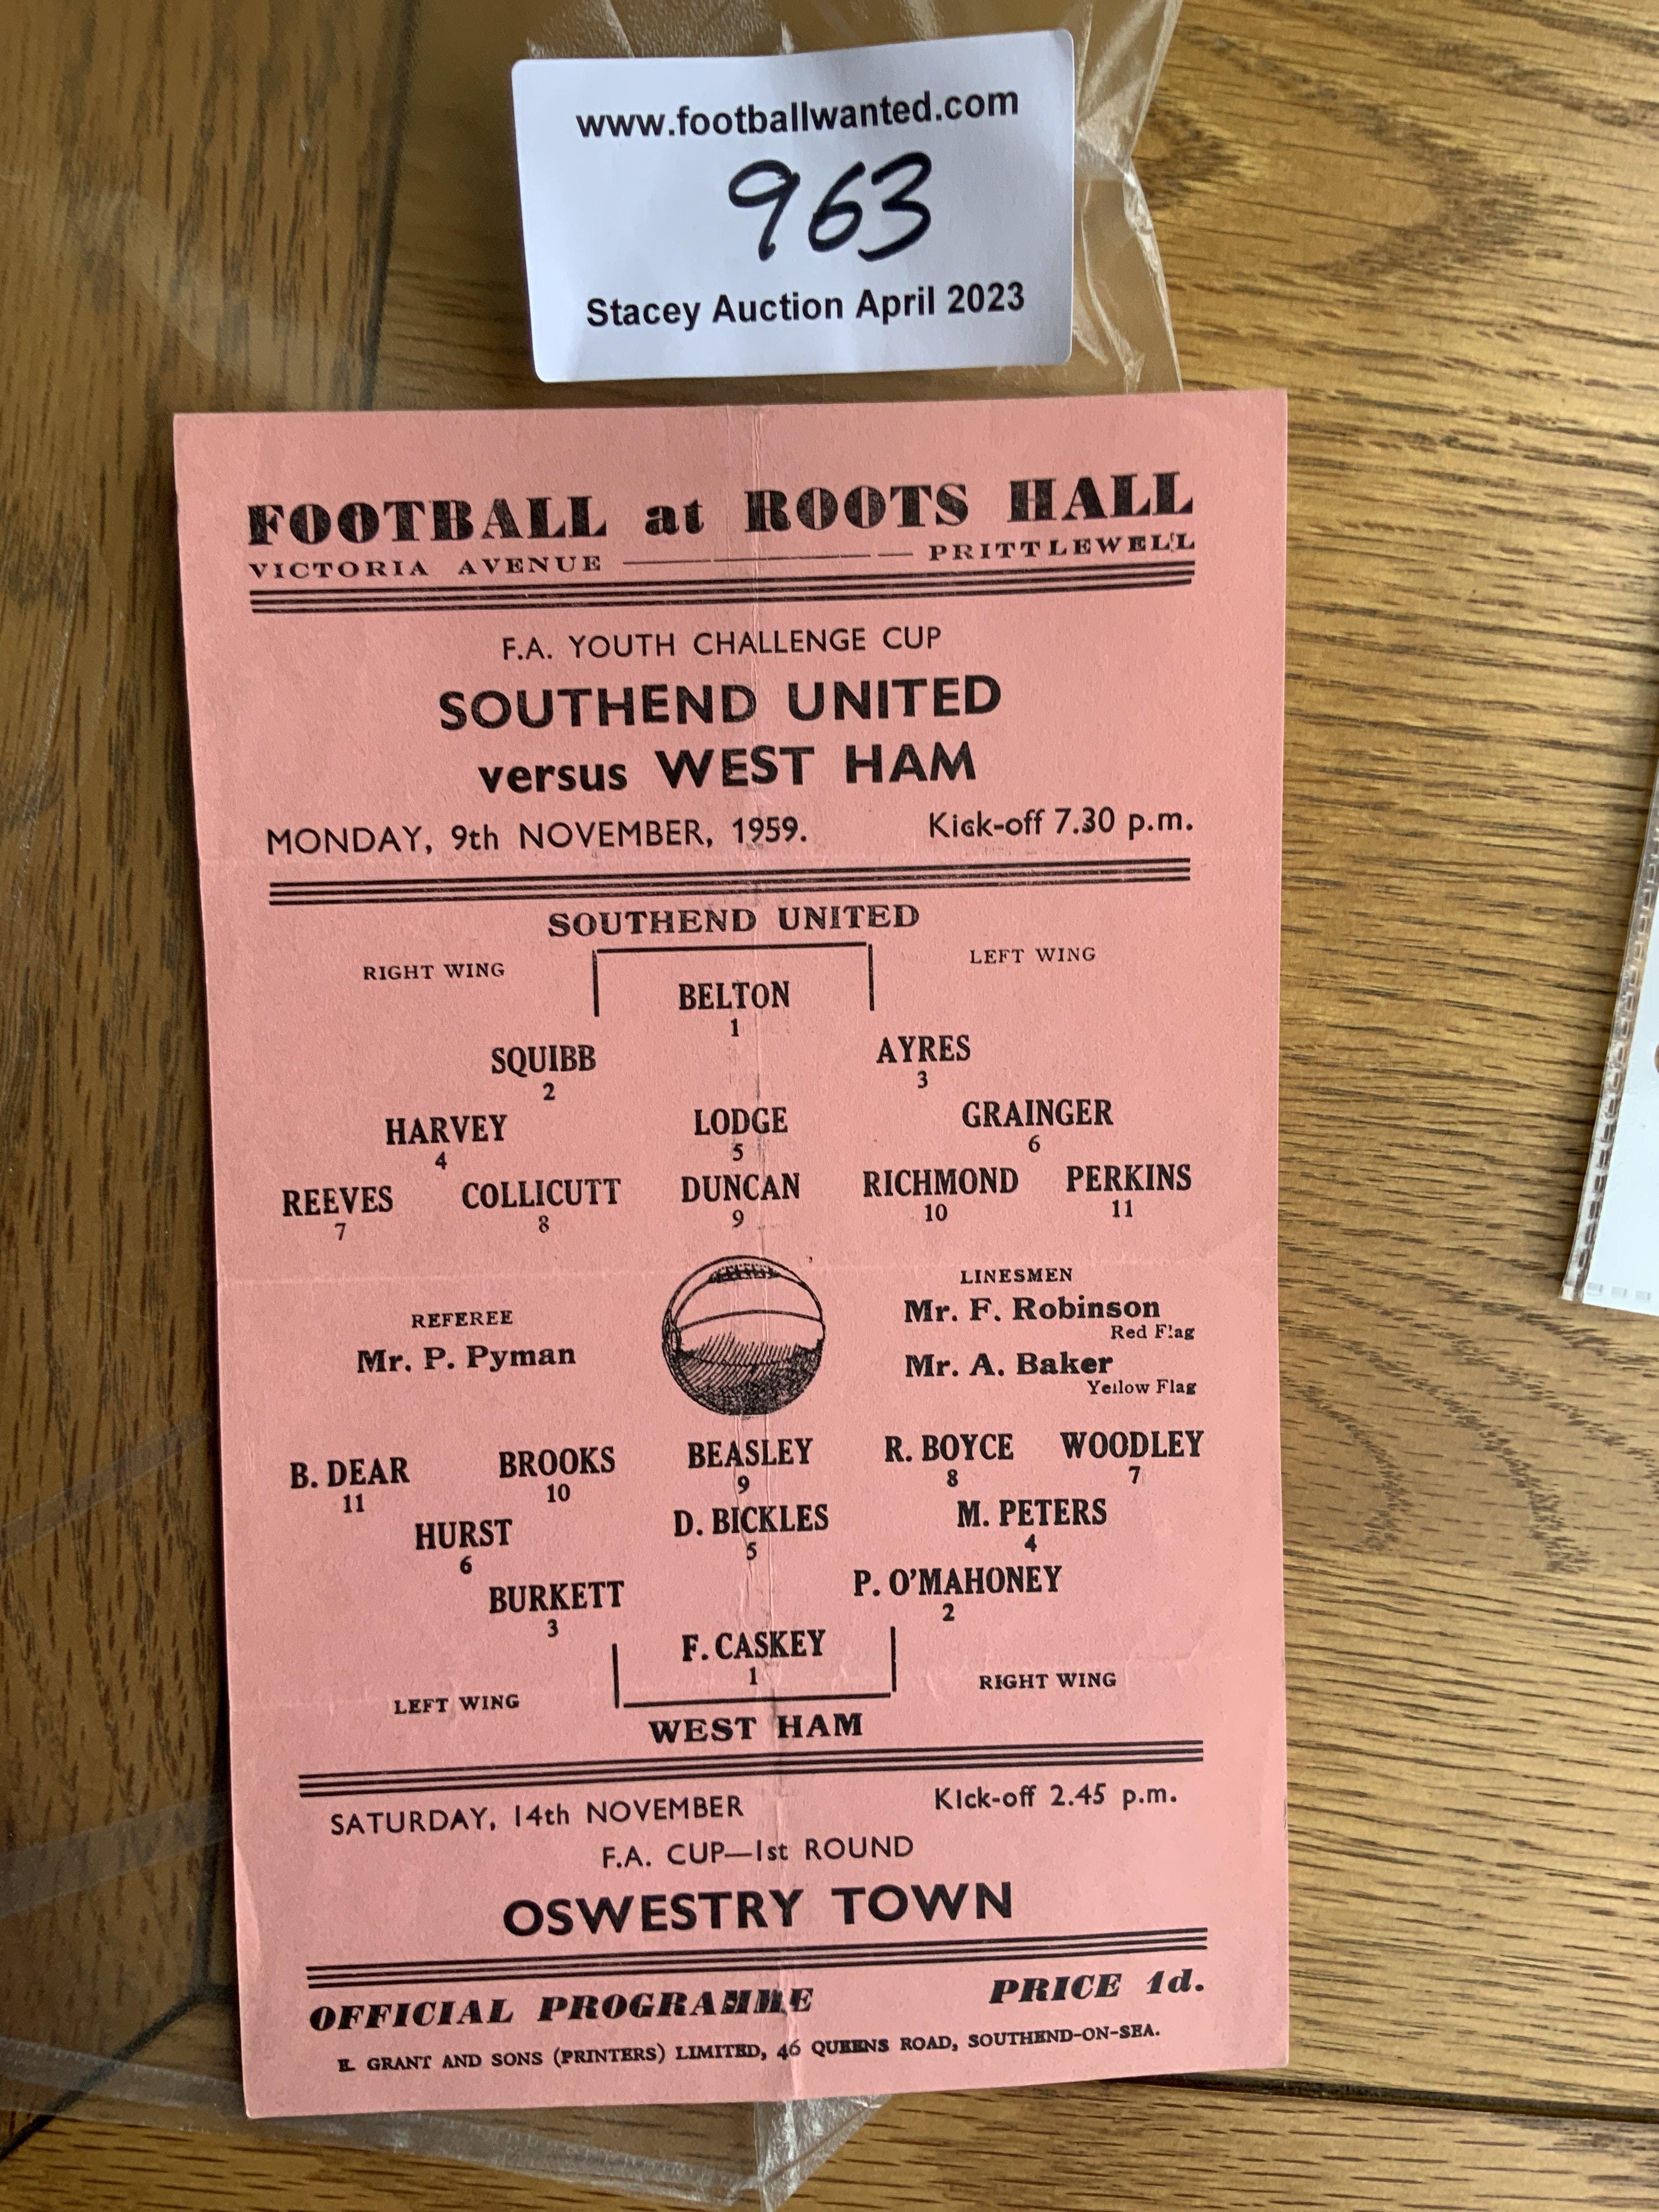 www.footballwanted.com
963
Stacey Auction April 2023
FOOTBALL at ROOTS HALL
VICTORIA AVENUE PRITTLEWELL
F.A. YOUTH CHALLENGE CUP
SOUTHEND UNITED
versus WEST HAM
MONDAY, 9th NOVEMBER, 1959. Kick-off 7.30 p.m.
SOUTHEND UNITED
RIGHT WING LEFT WING
BELTON
1
SQUIBB AYRES
2 3
HARVEY LODGE GRAINGER
4 5 6
REEVES COLLICUTT DUNCAN RICHMOND PERKINS
7 8 9 10 11
REFEREE
Mr. P. Pyman
LINESMEN
Mr. F. Robinson
Red Flag
Mr. A. Baker
Yellow Flag
B. DEAR BROOKS BEASLEY R. BOYCE WOODLEY
11 10 9 8 7
HURST D. BICKLES M. PETERS
6 5 4
BURKETT P. O'MAHONEY
3 2
F. CASKEY
1
LEFT WING RIGHT WING
WEST HAM
SATURDAY, 14th NOVEMBER Kick-off 2.45 p.m.
F.A. CUP—1st ROUND
OSWESTRY TOWN
OFFICIAL PROGRAMME PRICE 1d.
E. GRANT AND SONS (PRINTERS) LIMITED, 46 QUEENS ROAD, SOUTHEND-ON-SEA.